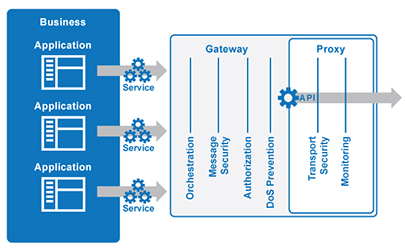 Business
Application
Service
Application
Service
Application
Service
Gateway
Orchestration
Message
Security
Authorization
DoS Prevention
API
Proxy
Transport
Security
Monitoring